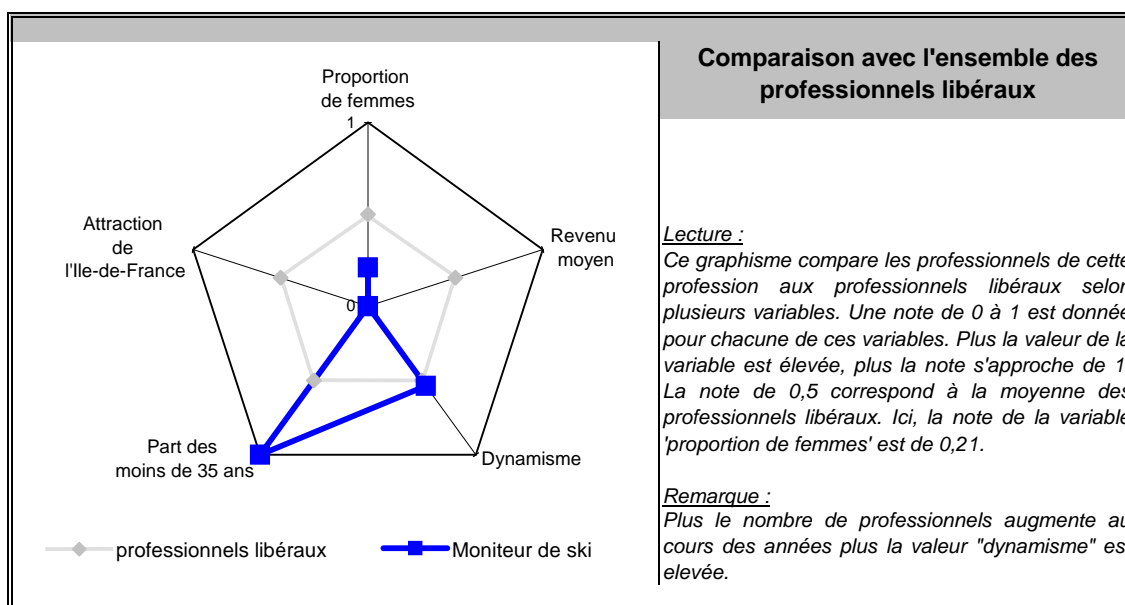 Comparaison avec l'ensemble des
professionnels libéraux
Proportion
de femmes
1
Attraction
de
l'Ile-de-France
Revenu
moyen
0
Part des
moins de 35 ans
Dynamisme
professionnels libéraux
Moniteur de ski
Lecture :
Ce graphisme compare les professionnels de cette
profession aux professionnels libéraux selon
plusieurs variables. Une note de 0 à 1 est donnée
pour chacune de ces variables. Plus la valeur de la
variable est élevée, plus la note s'approche de 1
La note de 0,5 correspond à la moyenne des
professionnels libéraux. Ici, la note de la variable
'proportion de femmes' est de 0,21.
Remarque :
Plus le nombre de professionnels augmente au
cours des années plus la valeur "dynamisme" es
elevée.